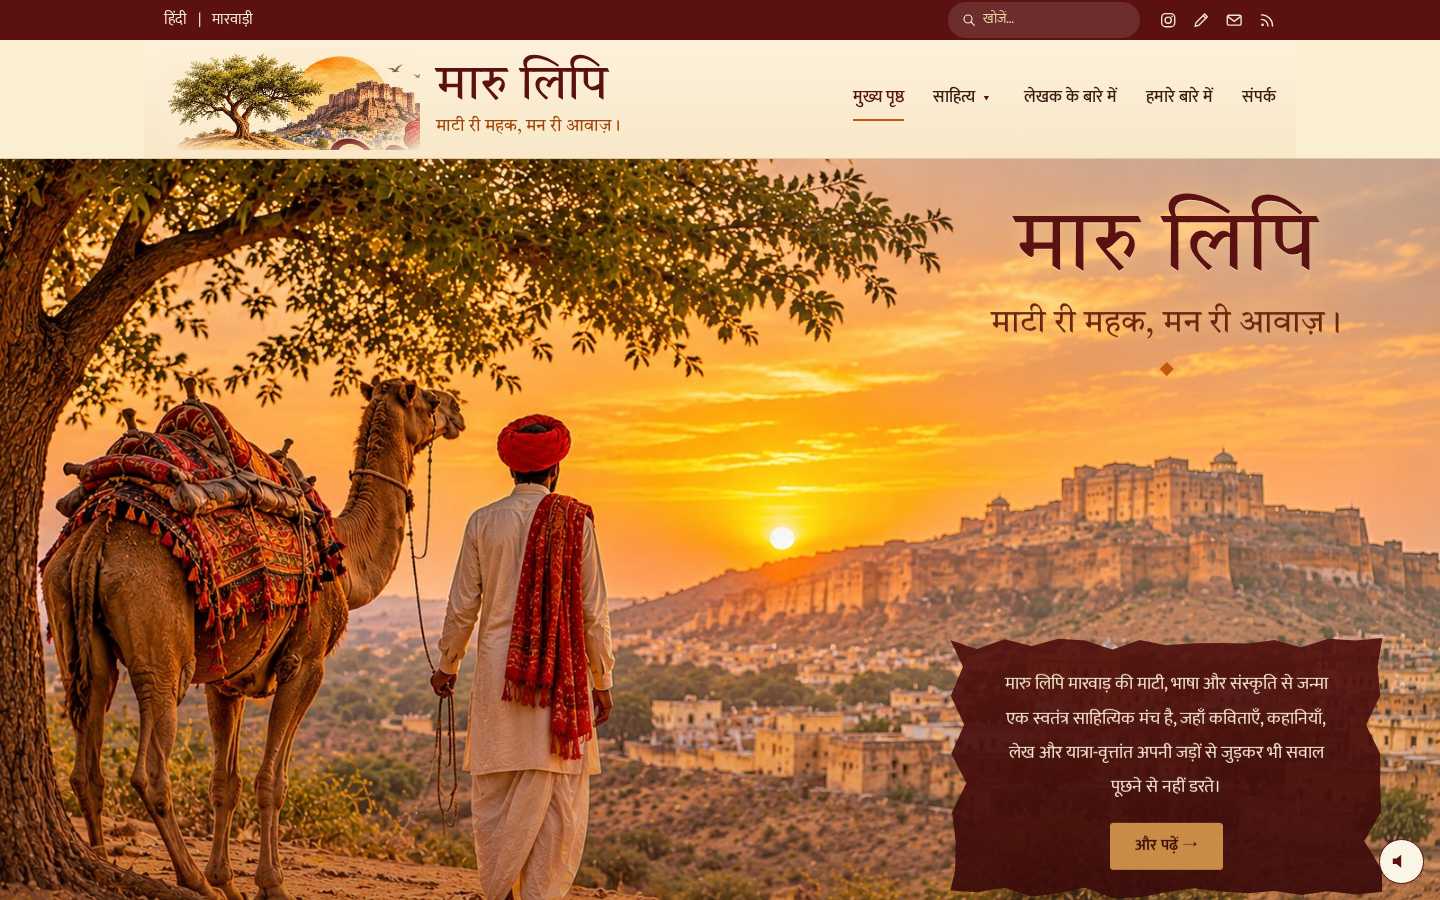 हिंदी | मारवाड़ी
खोजें...
मारु लिपि
माटी री महक, मन री आवाज़।
मुख्य पृष्ठ
साहित्य ▾
लेखक के बारे में
हमारे बारे में
संपर्क
मारु लिपि
माटी री महक, मन री आवाज़।
मारु लिपि मारवाड़ की माटी, भाषा और संस्कृति से जन्मा
एक स्वतंत्र साहित्यिक मंच है, जहाँ कविताएँ, कहानियाँ,
लेख और यात्रा-वृत्तांत अपनी जड़ों से जुड़कर भी सवाल
पूछने से नहीं डरते।
और पढ़ें →